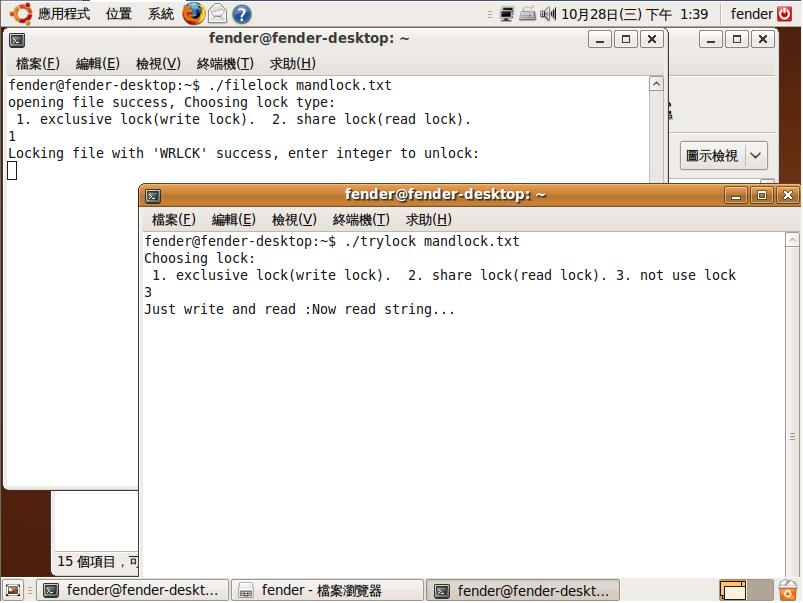 應用程式 位置 系統 10月28日(三) 下午 1:39 fender
fender@fender-desktop: ~
檔案(F) 編輯(E) 檢視(V) 終端機(T) 求助(H)
fender@fender-desktop:~$ ./filelock mandlock.txt
opening file success, Choosing lock type:
1. exclusive lock(write lock). 2. share lock(read lock).
1
Locking file with 'WRLCK' success, enter integer to unlock:
圖示檢視
fender@fender-desktop: ~
檔案(F) 編輯(E) 檢視(V) 終端機(T) 求助(H)
fender@fender-desktop:~$ ./trylock mandlock.txt
Choosing lock:
1. exclusive lock(write lock). 2. share lock(read lock). 3. not use lock
3
Just write and read :Now read string...
15 個項目，可
fender@fender-deskt... fender - 檔案瀏覽器 fender@fender-deskt...